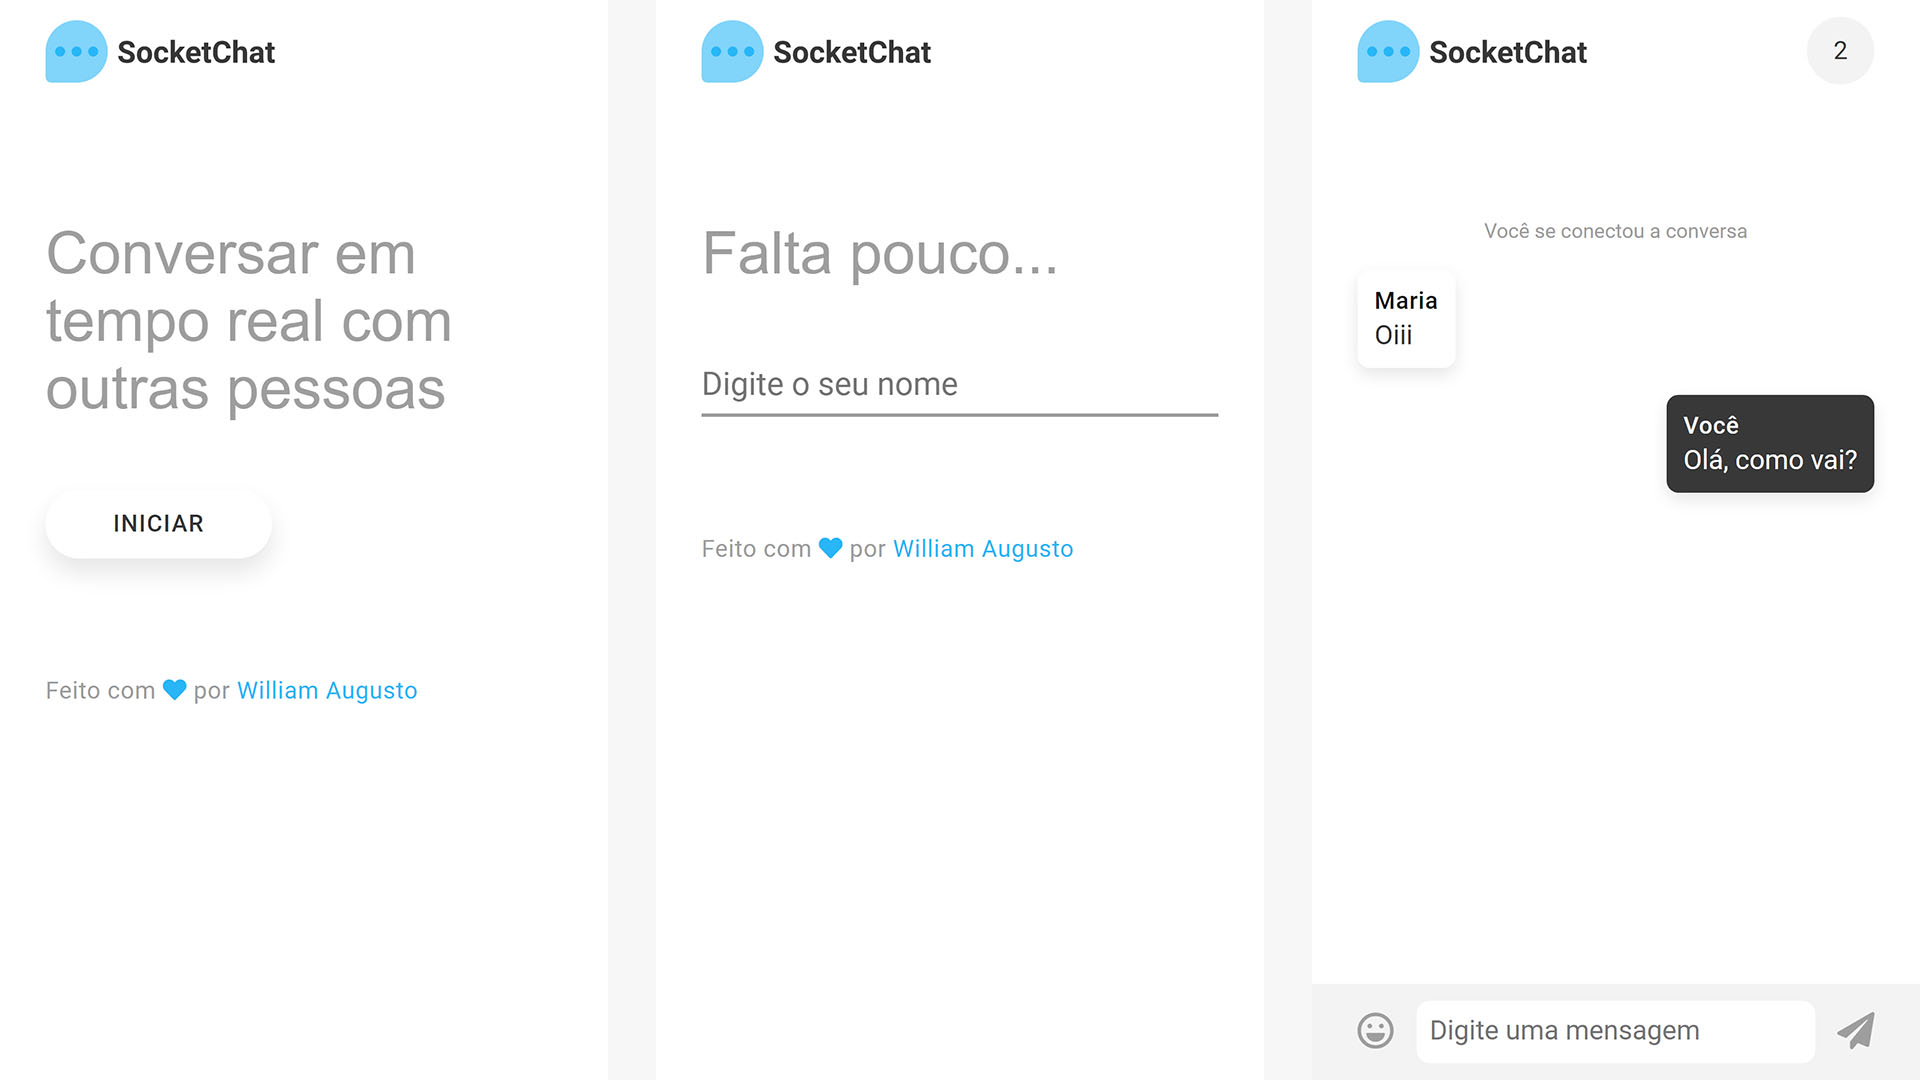 SocketChat
Conversar em
tempo real com
outras pessoas
INICIAR
Feito com por William Augusto
SocketChat
Falta pouco...
Digite o seu nome
Feito com por William Augusto
SocketChat
2
Você se conectou a conversa
Maria
Oiii
Você
Olá, como vai?
Digite uma mensagem